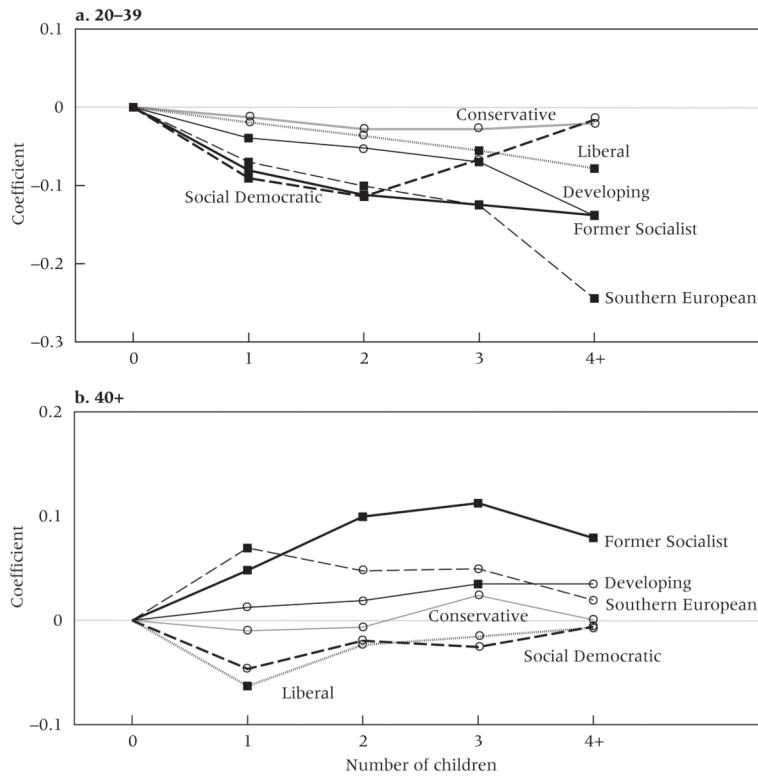 a. 20–39
0.1
0
–0.1
–0.2
–0.3
Coefficient
Conservative
Liberal
Social Democratic
Developing
Former Socialist
Southern European
0
1
2
3
4+
b. 40+
0.2
0.1
0
–0.1
Coefficient
Former Socialist
Developing
Southern European
Conservative
Social Democratic
Liberal
0
1
2
3
4+
Number of children